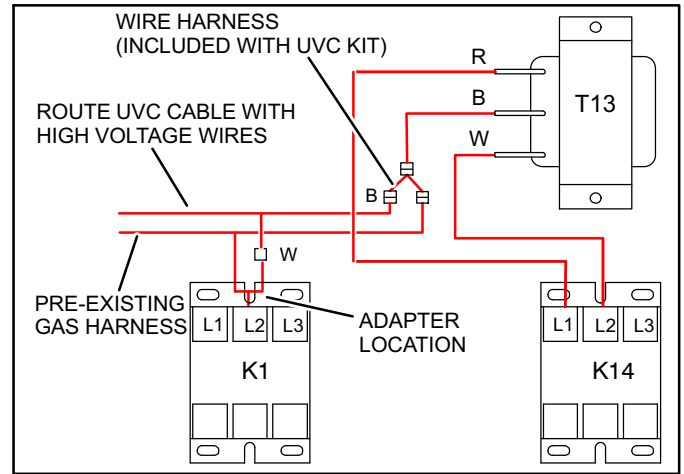 WIRE HARNESS
(INCLUDED WITH UVC KIT)
R
B
W
T13
ROUTE UVC CABLE WITH
HIGH VOLTAGE WIRES
B
W
PRE-EXISTING
GAS HARNESS
ADAPTER
LOCATION
L1 L2 L3
K1
L1 L2 L3
K14